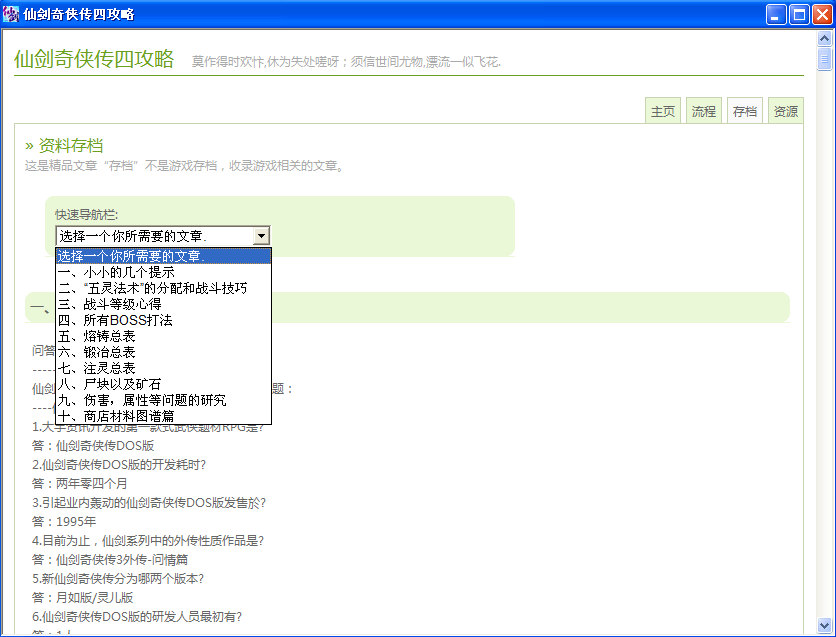 仙剑奇侠传四攻略
仙剑奇侠传四攻略
莫作得时欢忭,休为失处嗟呀；须信世间尤物,漂流一似飞花.
主页
流程
存档
资源
» 资料存档
这是精品文章“存档”不是游戏存档，收录游戏相关的文章。
快速导航栏:
选择一个你所需要的文章.
选择一个你所需要的文章.
一、小小的几个提示
二、“五灵法术”的分配和战斗技巧
三、战斗等级心得
四、所有BOSS打法
五、熔铸总表
六、锻冶总表
七、注灵总表
八、尸块以及矿石
九、伤害，属性等问题的研究
十、商店材料图谱篇
一、
问答
-----
仙剑
题：
----
1.大宇资讯开发的第一款式武侠题材RPG是?
答：仙剑奇侠传DOS版
2.仙剑奇侠传DOS版的开发耗时?
答：两年零四个月
3.引起业内轰动的仙剑奇侠传DOS版发售於?
答：1995年
4.目前为止，仙剑系列中的外传性质作品是?
答：仙剑奇侠传3外传-问情篇
5.新仙剑奇侠传分为哪两个版本?
答：月如版/灵儿版
6.仙剑奇侠传DOS版的研发人员最初有?